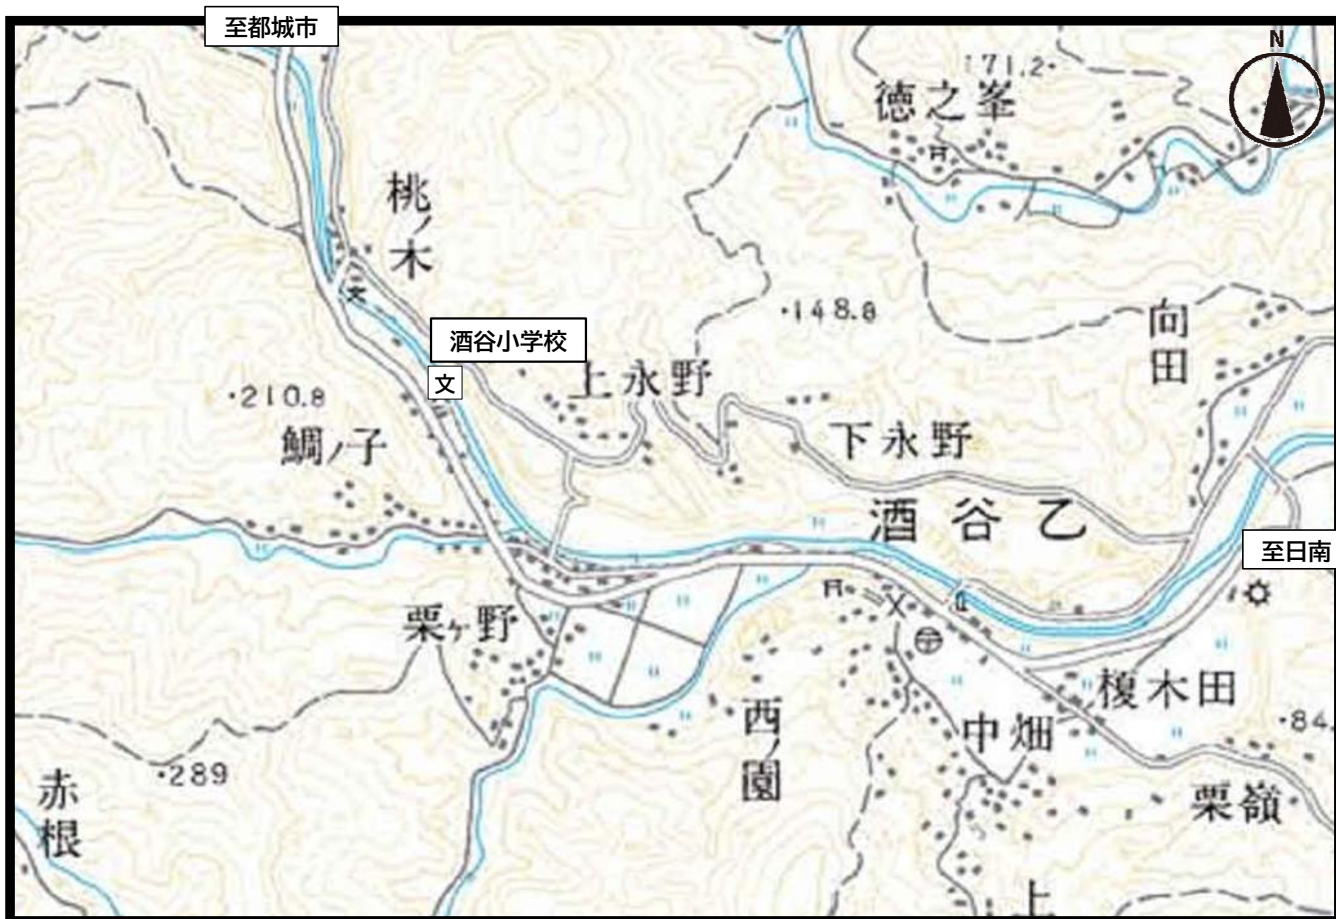 至都城市
N
171.2
徳之峯
桃ノ木
148.8
向田
酒谷小学校
文
上永野
210.8
鯛ノ子
下永野
酒谷乙
至日南
栗ケ野
榎木田
西ノ園
中畑
84.
289
栗嶺
赤根
上